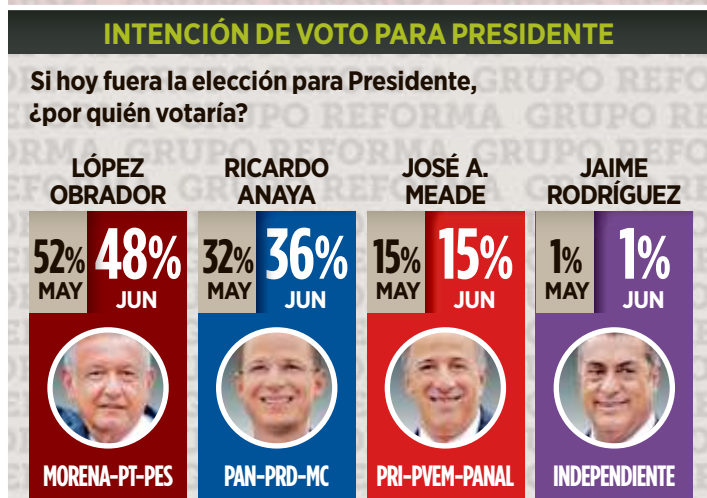 INTENCIÓN DE VOTO PARA PRESIDENTE
Si hoy fuera la elección para Presidente,
¿por quién votaría?
LÓPEZ
OBRADOR
52%
MAY
48%
JUN
MORENA-PT-PES
RICARDO
ANAYA
32%
MAY
36%
JUN
PAN-PRD-MC
JOSÉ A.
MEADE
15%
MAY
15%
JUN
PRI-PVEM-PANAL
JAIME
RODRÍGUEZ
1%
MAY
1%
JUN
INDEPENDIENTE
GRUPO REFORMA